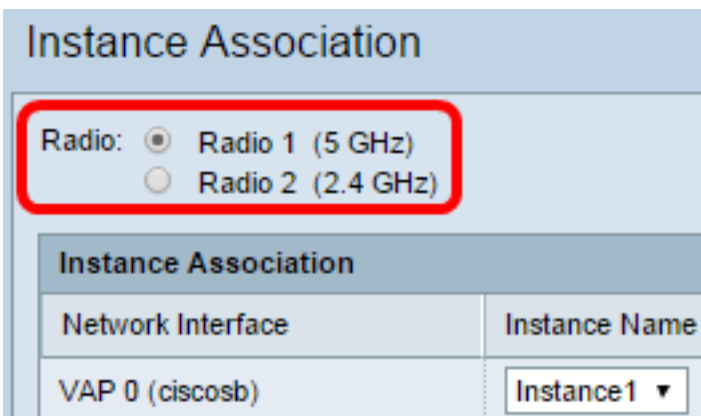 Instance Association
Radio: Radio 1 (5 GHz)
Radio 2 (2.4 GHz)
Instance Association
Network Interface Instance Name
VAP 0 (ciscosb) Instance1